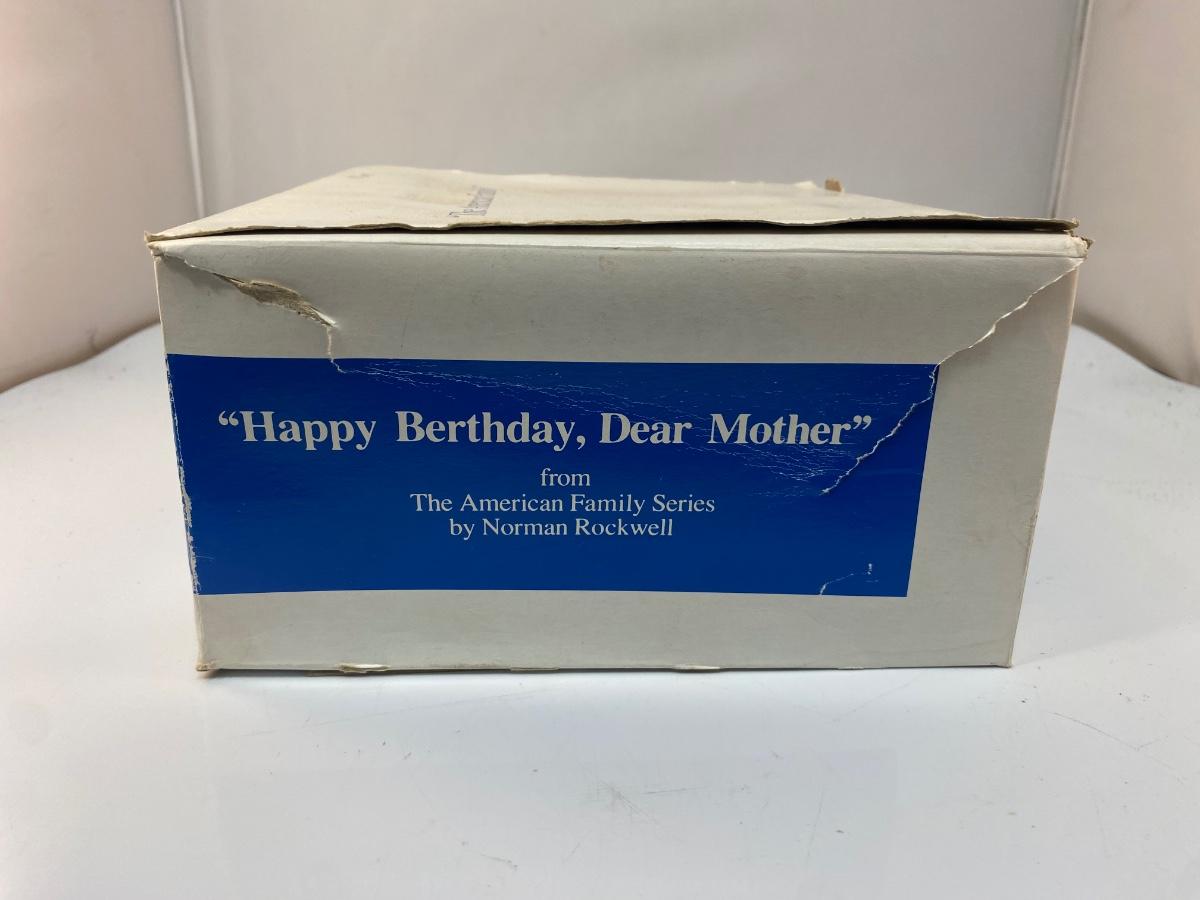 “Happy Berthday, Dear Mother”
from
The American Family Series
by Norman Rockwell